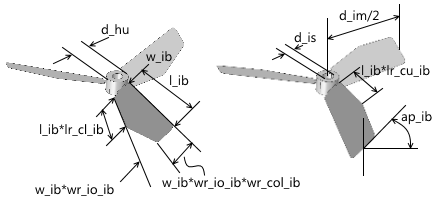 d_hu
w_ib
l_ib
l_ib*lr_cl_ib
w_ib*wr_io_ib
w_ib*wr_io_ib*wr_col_ib
d_im/2
d_is
l_ib*lr_cu_ib
ap_ib